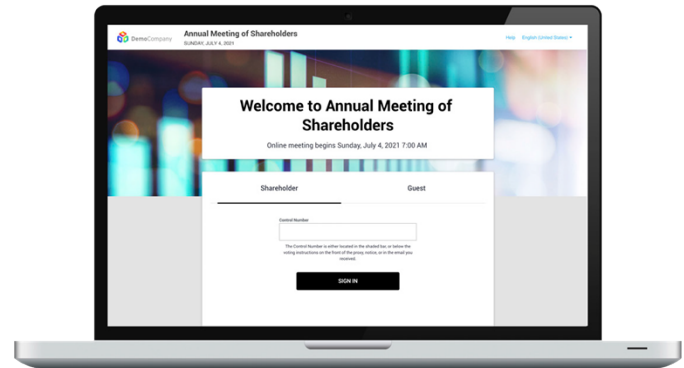 DemoCompany
Annual Meeting of Shareholders
SUNDAY, JULY 4, 2021
Help English (United States)
Welcome to Annual Meeting of
Shareholders
Online meeting begins Sunday, July 4, 2021 7:00 AM
Shareholder Guest
Control Number
The Control Number is either located in the shaded bar, or below the
voting instructions on the front of the proxy, notice, or in the email you
received.
SIGN IN